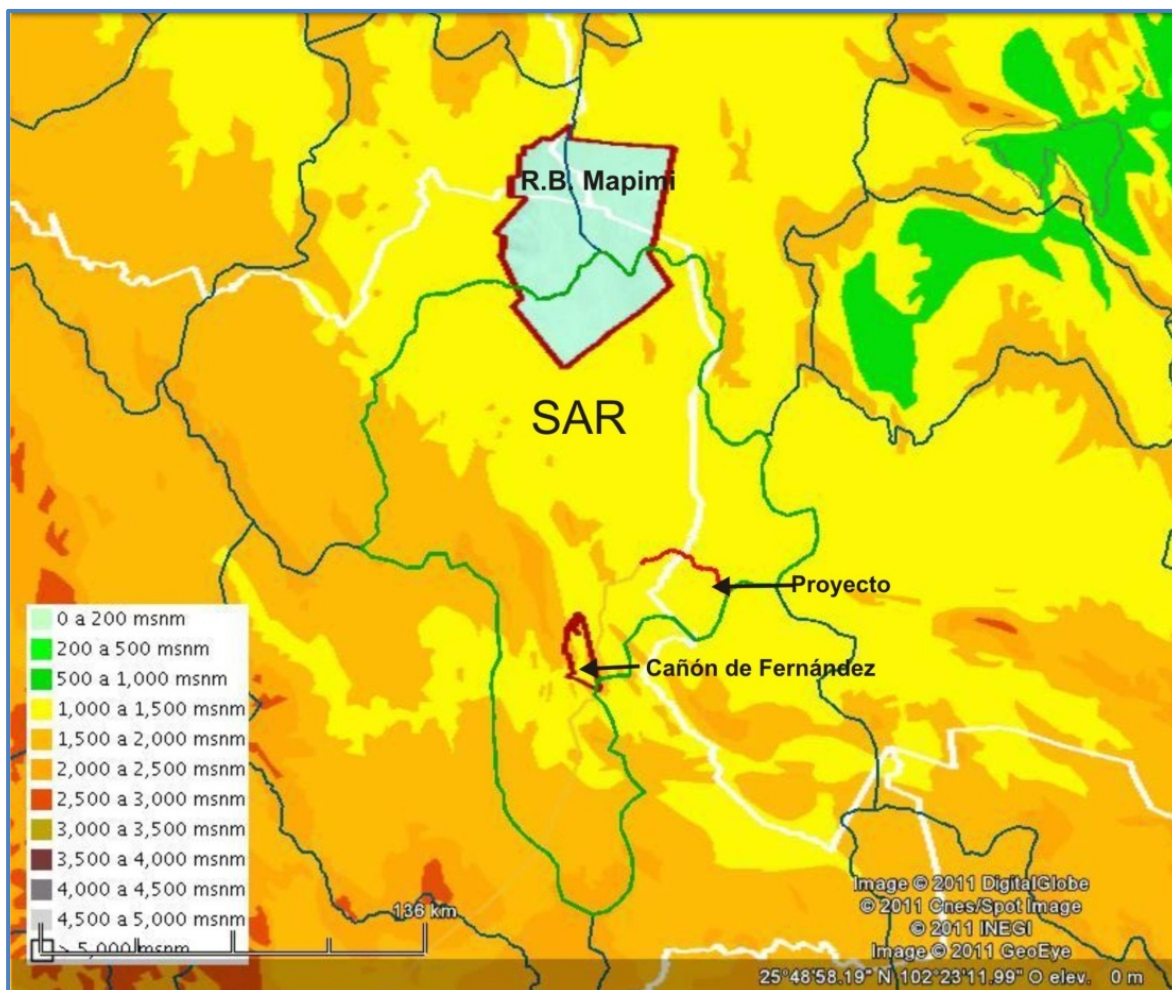 R.B. Mapimi
SAR
Proyecto
Cañón de Fernández
0 a 200 msnm
200 a 500 msnm
500 a 1,000 msnm
1,000 a 1,500 msnm
1,500 a 2,000 msnm
2,000 a 2,500 msnm
2,500 a 3,000 msnm
3,000 a 3,500 msnm
3,500 a 4,000 msnm
4,000 a 4,500 msnm
4,500 a 5,000 msnm
> 5,000 msnm
136 km
Image © 2011 DigitalGlobe
© 2011 Cnes/Spot Image
© 2011 INEGI
Image © 2011 GeoEye
25°48'58.19" N 102°23'11.99" O elev. 0 m